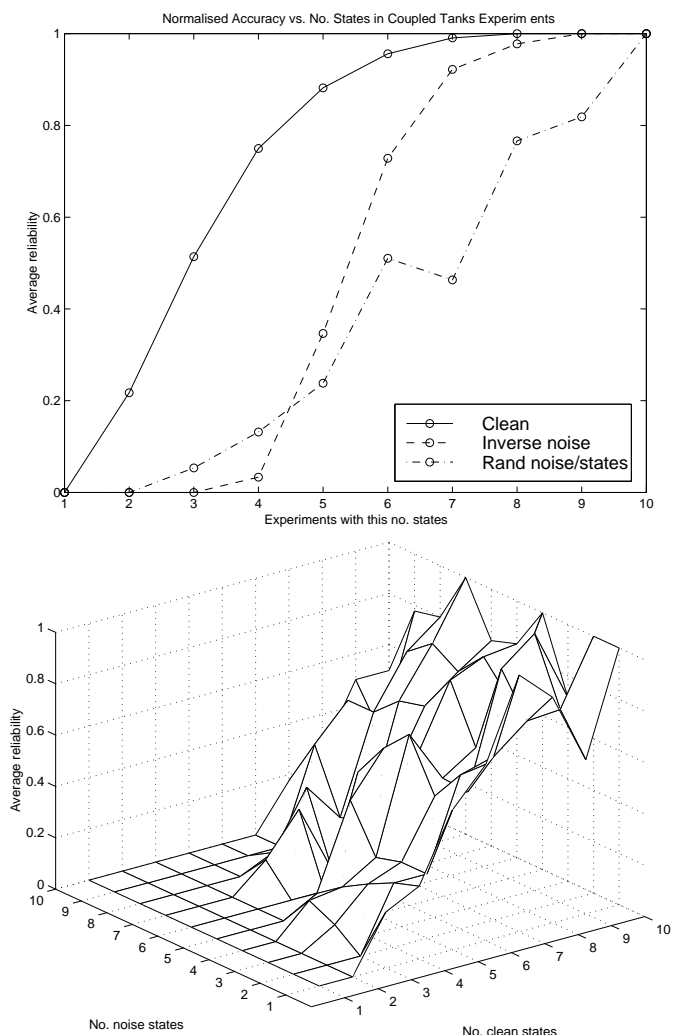 Normalised Accuracy vs. No. States in Coupled Tanks Experim ents
1
0.8
0.6
0.4
0.2
0
Average reliability
Clean
Inverse noise
Rand noise/states
1 2 3 4 5 6 7 8 9 10
Experiments with this no. states
1
0.8
0.6
0.4
0.2
0
Average reliability
10 9 8 7 6 5 4 3 2 1
No. noise states
1 2 3 4 5 6 7 8 9 10
No. clean states